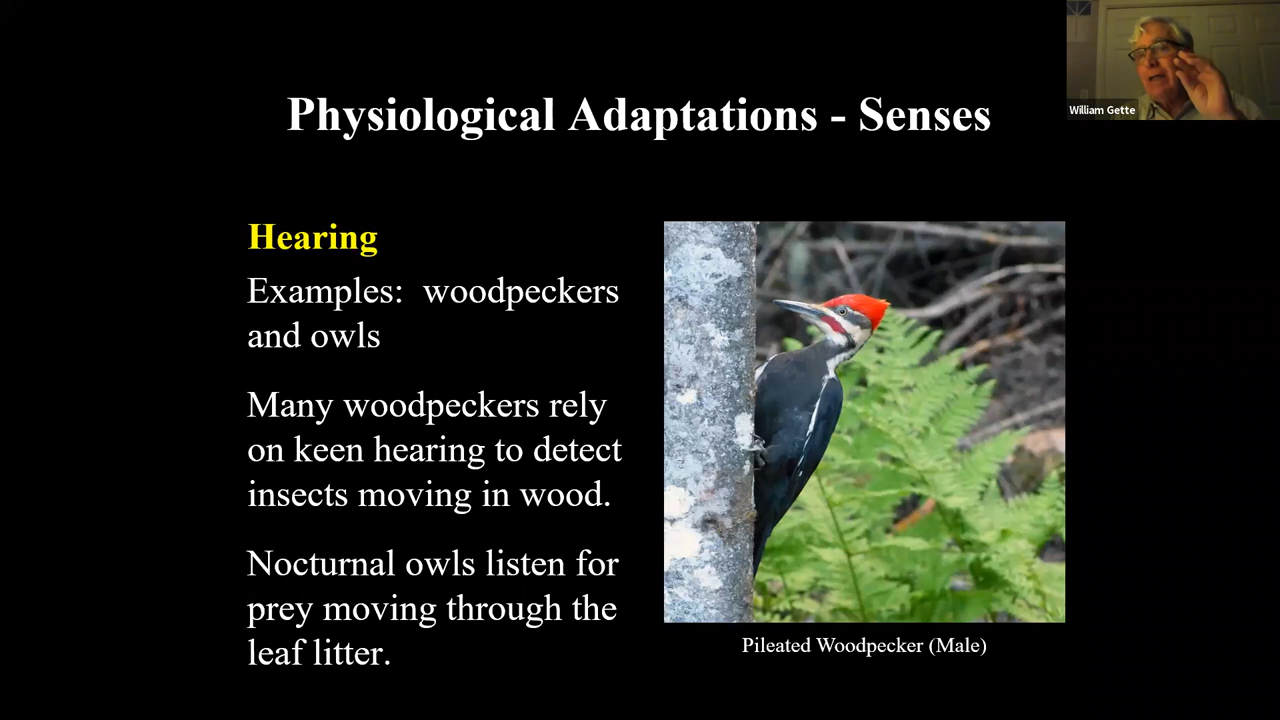 William Gette
Physiological Adaptations - Senses
Hearing
Examples:  woodpeckers
and owls
Many woodpeckers rely
on keen hearing to detect
insects moving in wood.
Nocturnal owls listen for
prey moving through the
leaf litter.
Pileated Woodpecker (Male)